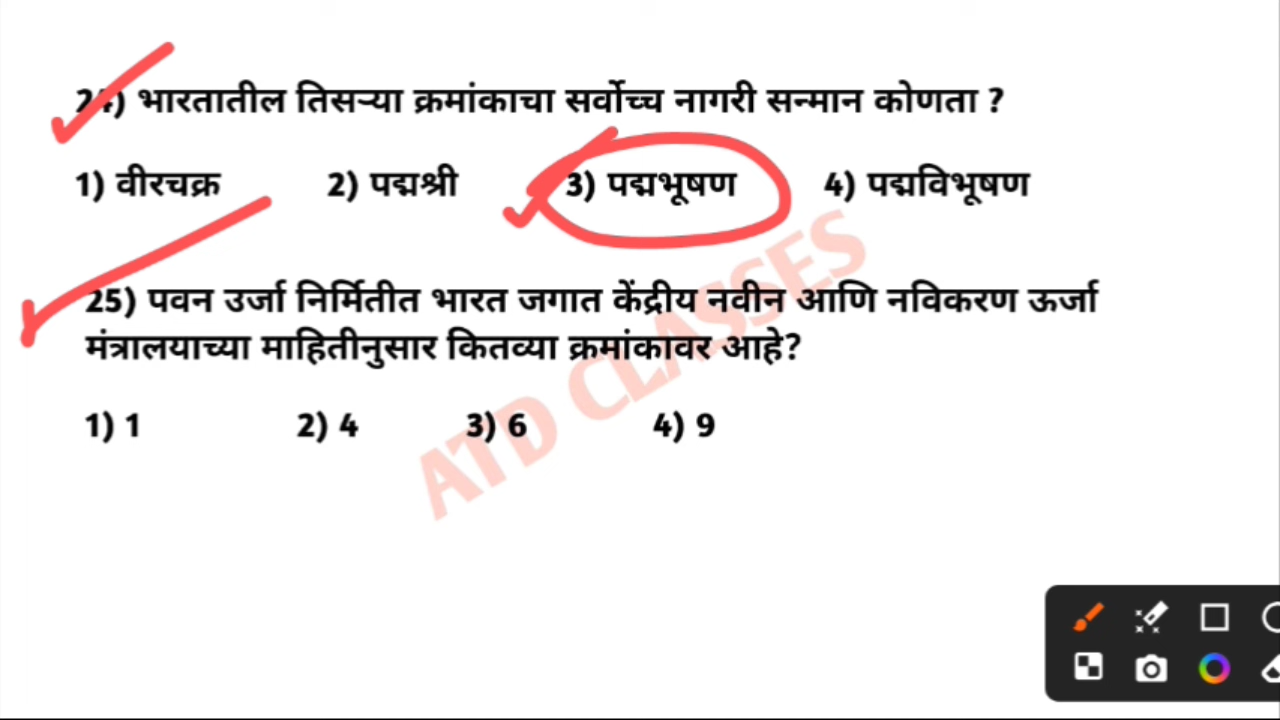 24) भारतातील तिसऱ्या क्रमांकाचा सर्वोच्च नागरी सन्मान कोणता ?
1) वीरचक्र 2) पद्मश्री 3) पद्मभूषण 4) पद्मविभूषण
25) पवन उर्जा निर्मितीत भारत जगात केंद्रीय नवीन आणि नविकरण ऊर्जा
मंत्रालयाच्या माहितीनुसार कितव्या क्रमांकावर आहे?
1) 1 2) 4 3) 6 4) 9
ATD CLASSES